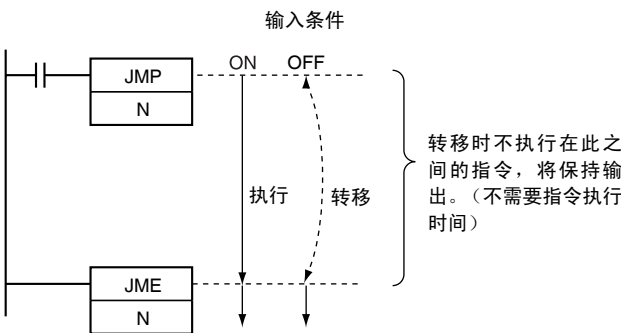 输入条件
ON OFF
JMP
N
执行
转移
转移时不执行在此之
间的指令，将保持输
出。（不需要指令执行
时间）
JME
N